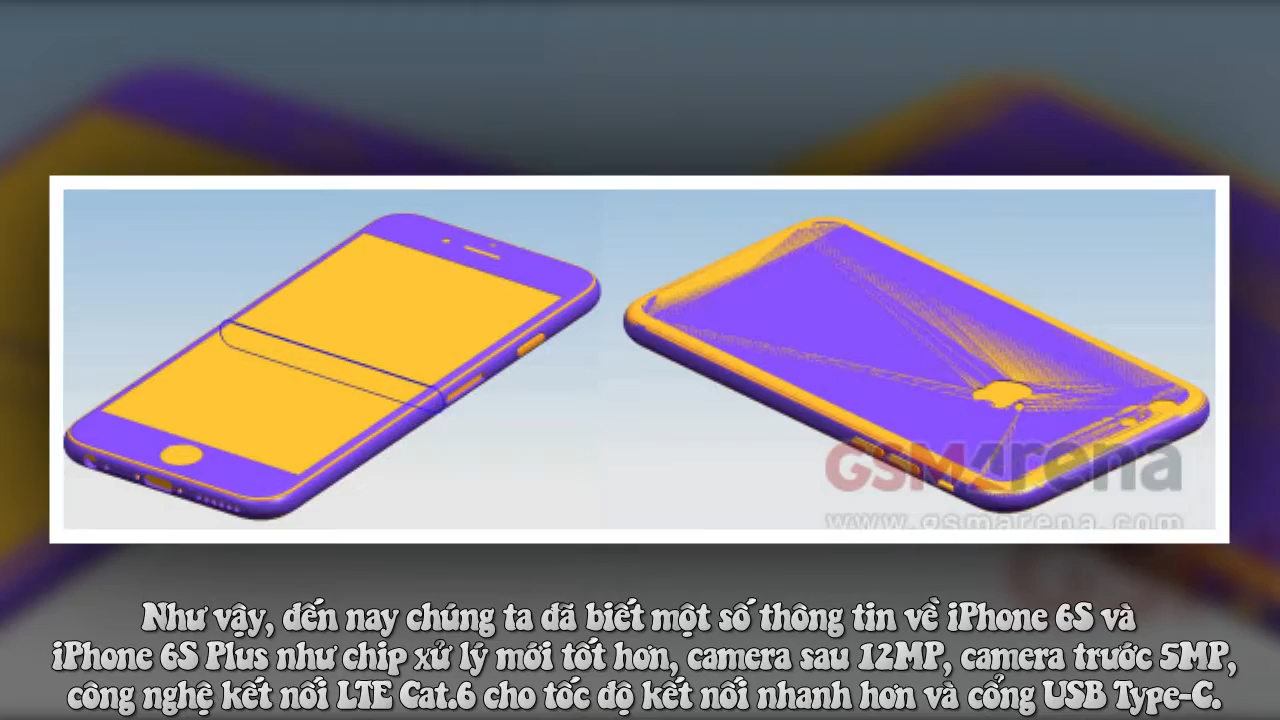 GSMArena
www.gsmarena.com
Như vậy, đến nay chúng ta đã biết một số thông tin về iPhone 6S và
iPhone 6S Plus như chip xử lý mới tốt hơn, camera sau 12MP, camera trước 5MP,
công nghệ kết nối LTE Cat.6 cho tốc độ kết nối nhanh hơn và cổng USB Type-C.